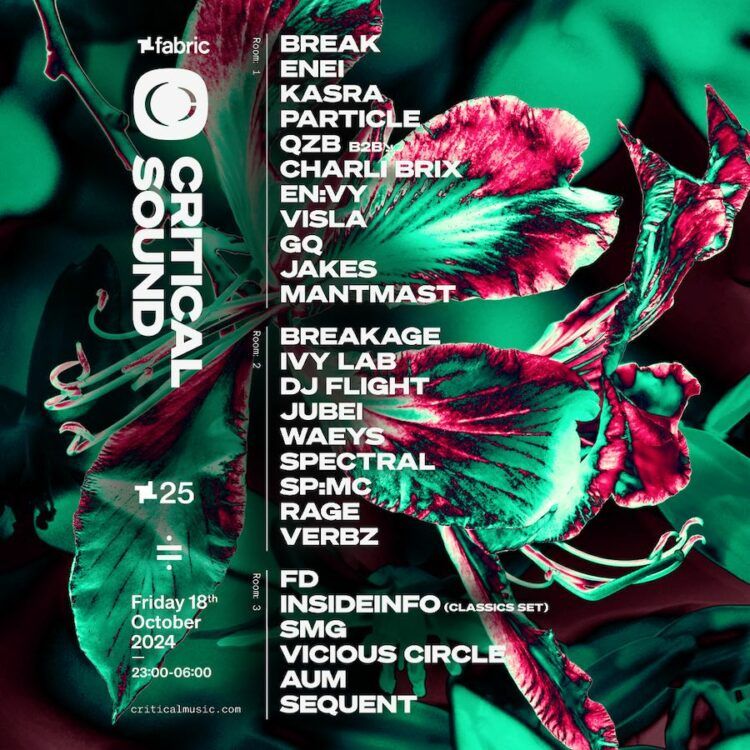 fabric
CRITICAL
SOUND
Room: 1
BREAK
ENEI
KASRA
PARTICLE
QZB B2B
CHARLI BRIX
EN:VY
VISLA
GQ
JAKES
MANTMAST
Room: 2
BREAKAGE
IVY LAB
DJ FLIGHT
JUBEI
WAEYS
SPECTRAL
SP:MC
RAGE
VERBZ
25
Room: 3
FD
INSIDEINFO (CLASSICS SET)
SMG
VICIOUS CIRCLE
AUM
SEQUENT
Friday 18th
October
2024
23:00-06:00
criticalmusic.com